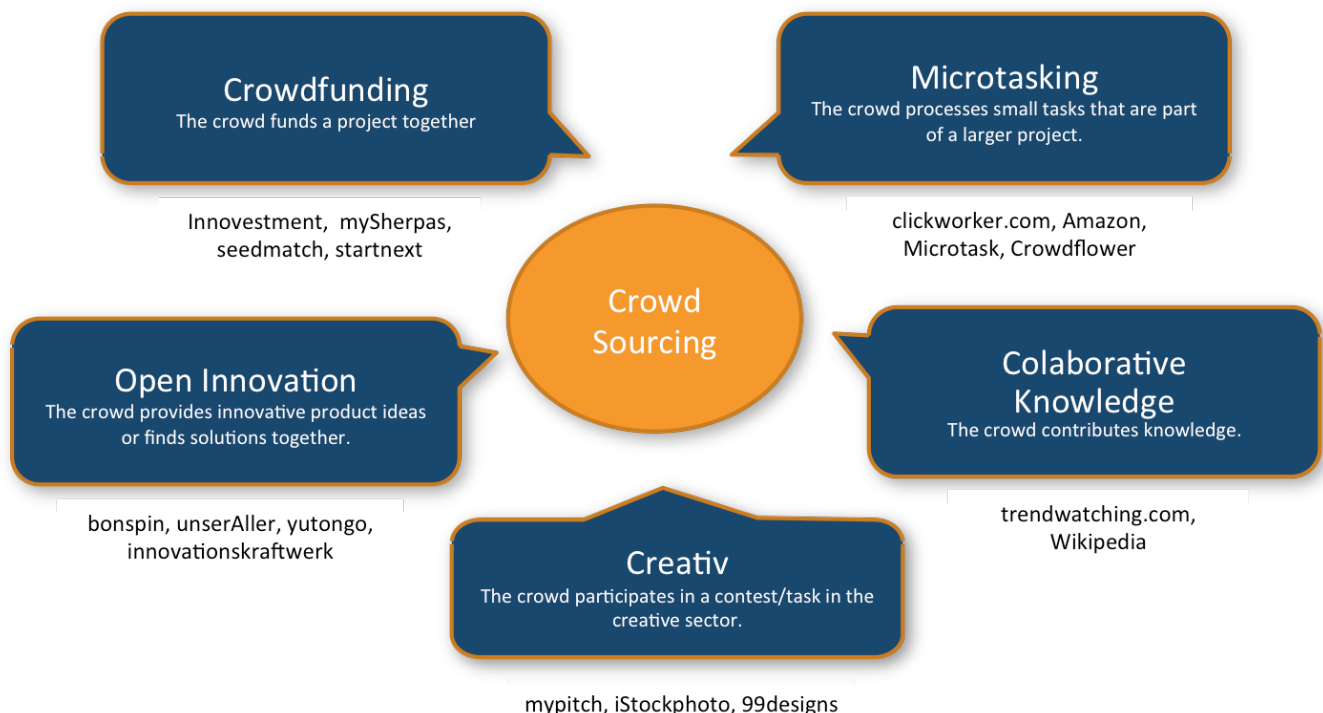 Crowdfunding
The crowd funds a project together
Innovestment, mySherpas,
seedmatch, startnext
Microtasking
The crowd processes small tasks that are part
of a larger project.
clickworker.com, Amazon,
Microtask, Crowdflower
Crowd
Sourcing
Open Innovation
The crowd provides innovative product ideas
or finds solutions together.
bonspin, unserAller, yutongo,
innovationskraftwerk
Colaborative
Knowledge
The crowd contributes knowledge.
trendwatching.com,
Wikipedia
Creativ
The crowd participates in a contest/task in the
creative sector.
mypitch, iStockphoto, 99designs